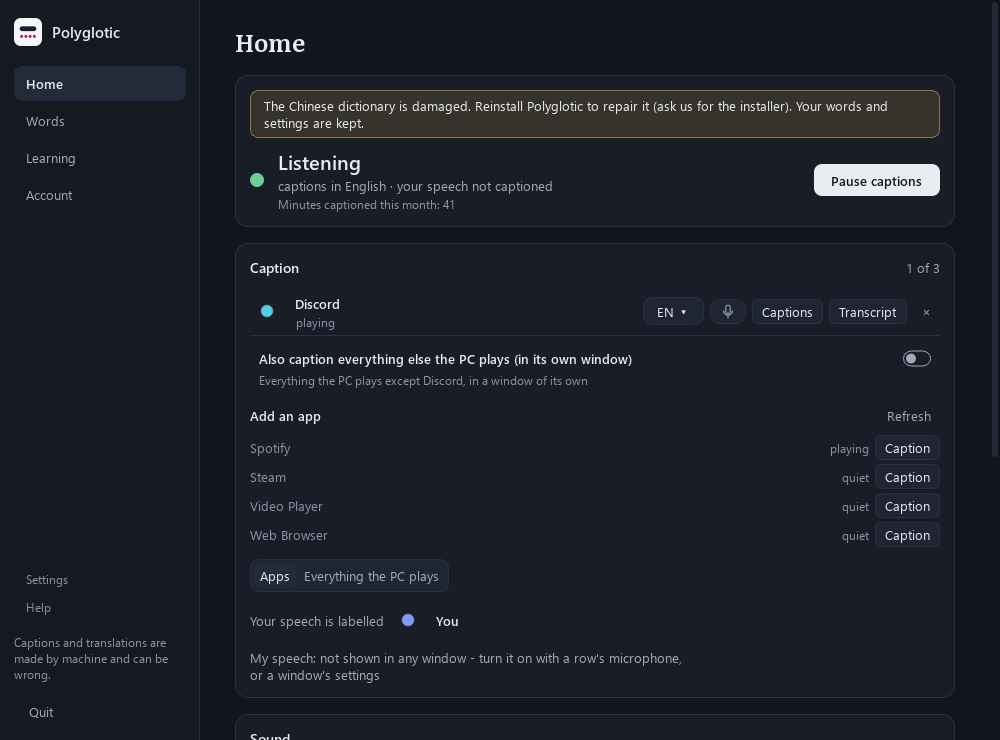 Polyglotic
Home
Words
Learning
Account
Settings
Help
Captions and translations are
made by machine and can be
wrong.
Quit
Home
The Chinese dictionary is damaged. Reinstall Polyglotic to repair it (ask us for the installer). Your words and
settings are kept.
Listening
captions in English · your speech not captioned
Minutes captioned this month: 41
Pause captions
Caption
1 of 3
Discord
playing
EN ▾
Captions
Transcript
×
Also caption everything else the PC plays (in its own window)
Everything the PC plays except Discord, in a window of its own
Add an app
Refresh
Spotify
playing
Caption
Steam
quiet
Caption
Video Player
quiet
Caption
Web Browser
quiet
Caption
Apps
Everything the PC plays
Your speech is labelled
You
My speech: not shown in any window - turn it on with a row's microphone,
or a window's settings
Sound